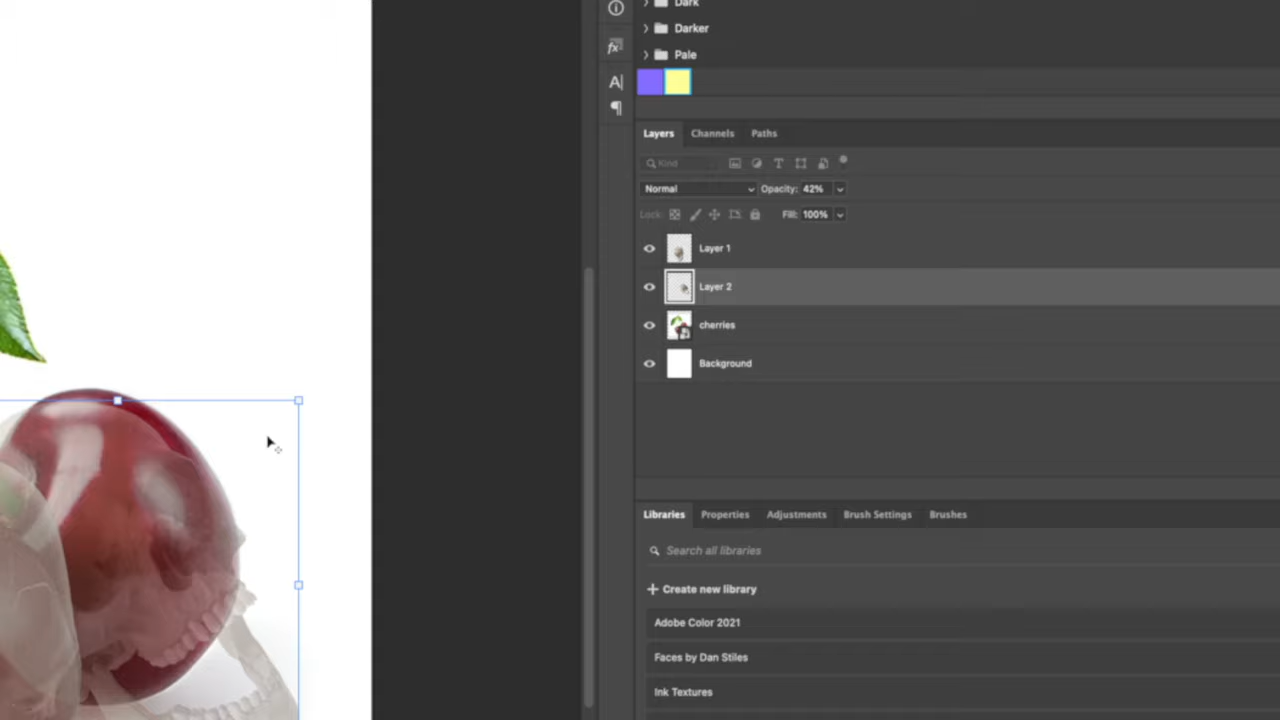 Dark
Darker
Pale
Layers Channels Paths
Kind
Normal Opacity: 42%
Lock: Fill: 100%
Layer 1
Layer 2
cherries
Background
Libraries Properties Adjustments Brush Settings Brushes
Search all libraries
+ Create new library
Adobe Color 2021
Faces by Dan Stiles
Ink Textures